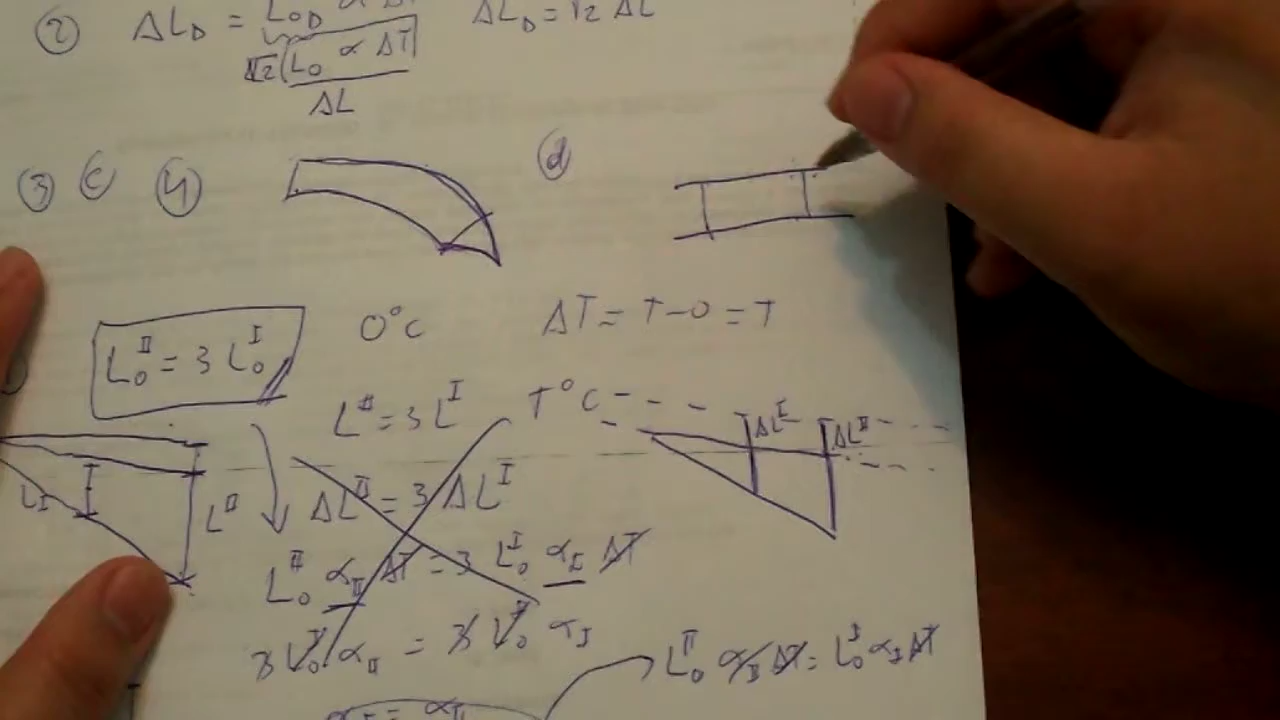 ② ΔL_D = L_0D α ΔT ΔL_D = √2 ΔL
√2 (L_0 α ΔT
ΔL
③ C ④ d
L_0^II = 3 L_0^I 0°C ΔT = T - 0 = T
L^II = 3 L^I T°C
ΔL^I ΔL^II
L_I L^II ΔL^II = 3 ΔL^I
L_0^II α_II ΔT = 3 L_0^I α_I ΔT
3 L_0^I α_II = 3 L_0^I α_I
L_0^II α_II ΔT = L_0^I α_I ΔT